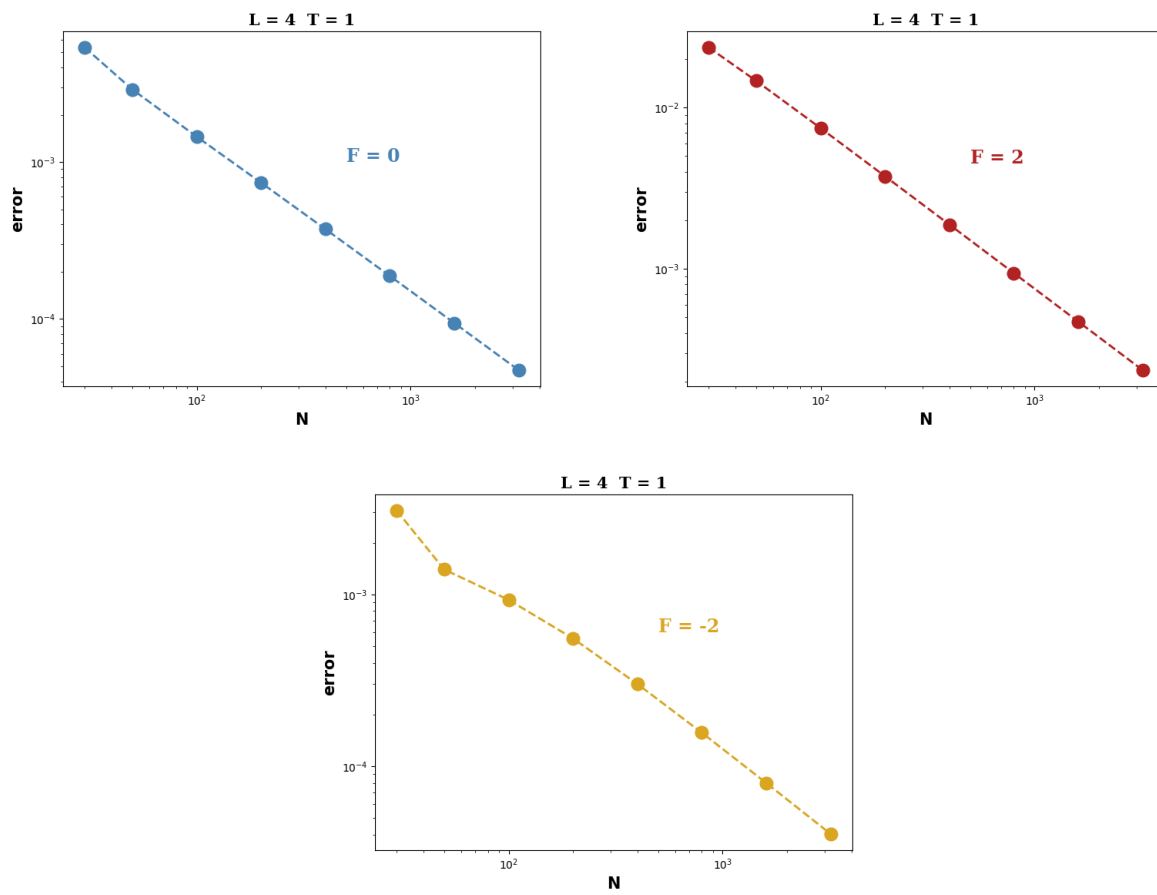 L = 4 T = 1
10⁻³
F = 0
error
10⁻⁴
10² 10³
N
L = 4 T = 1
10⁻²
F = 2
error
10⁻³
10² 10³
N
L = 4 T = 1
10⁻³
F = -2
error
10⁻⁴
10² 10³
N